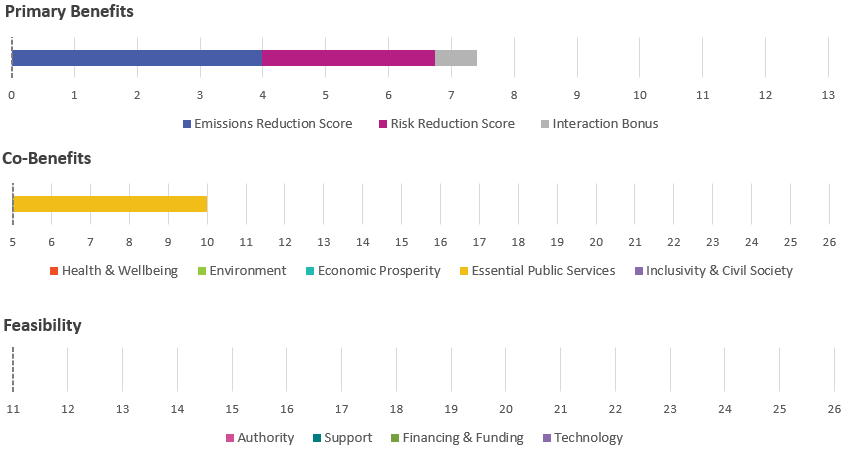 Primary Benefits
0 1 2 3 4 5 6 7 8 9 10 11 12 13
Emissions Reduction Score Risk Reduction Score Interaction Bonus
Co-Benefits
5 6 7 8 9 10 11 12 13 14 15 16 17 18 19 20 21 22 23 24 25 26
Health & Wellbeing Environment Economic Prosperity Essential Public Services Inclusivity & Civil Society
Feasibility
11 12 13 14 15 16 17 18 19 20 21 22 23 24 25 26
Authority Support Financing & Funding Technology